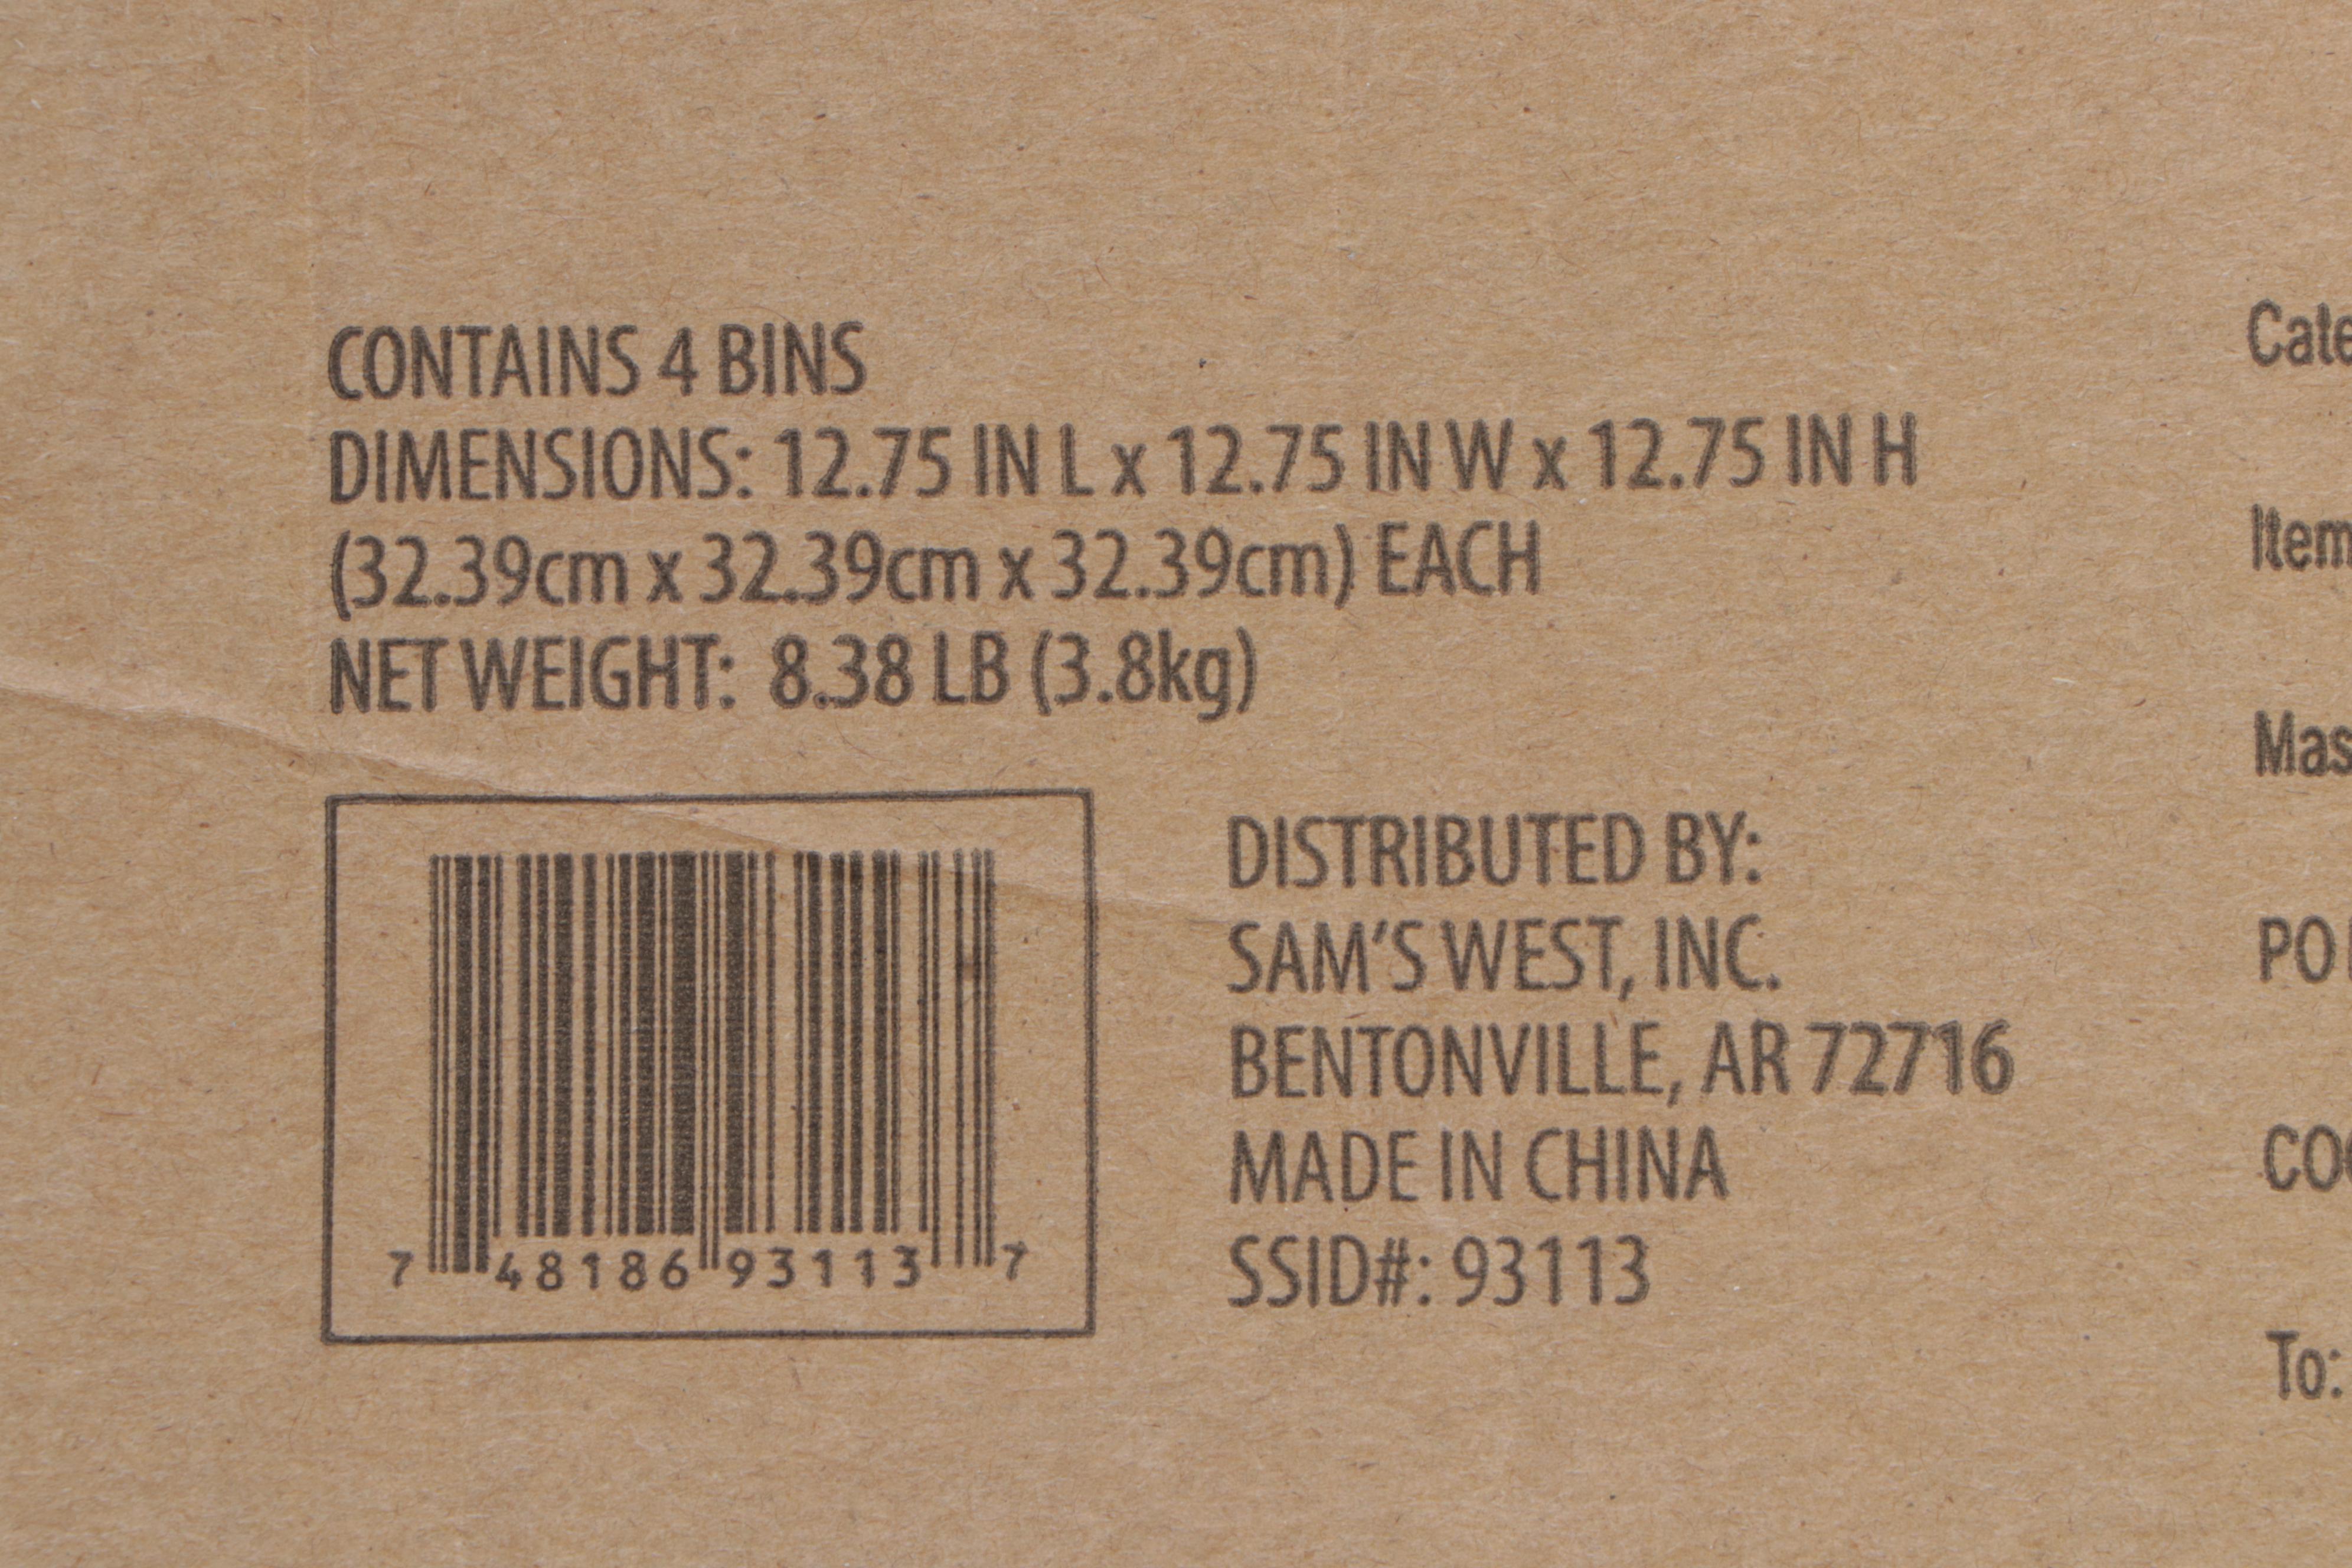 CONTAINS 4 BINS
DIMENSIONS: 12.75 IN L x 12.75 IN W x 12.75 IN H
(32.39cm x 32.39cm x 32.39cm) EACH
NET WEIGHT: 8.38 LB (3.8kg)
7 48186 93113 7
DISTRIBUTED BY:
SAM'S WEST, INC.
BENTONVILLE, AR 72716
MADE IN CHINA
SSID#: 93113
Item
PO
To: